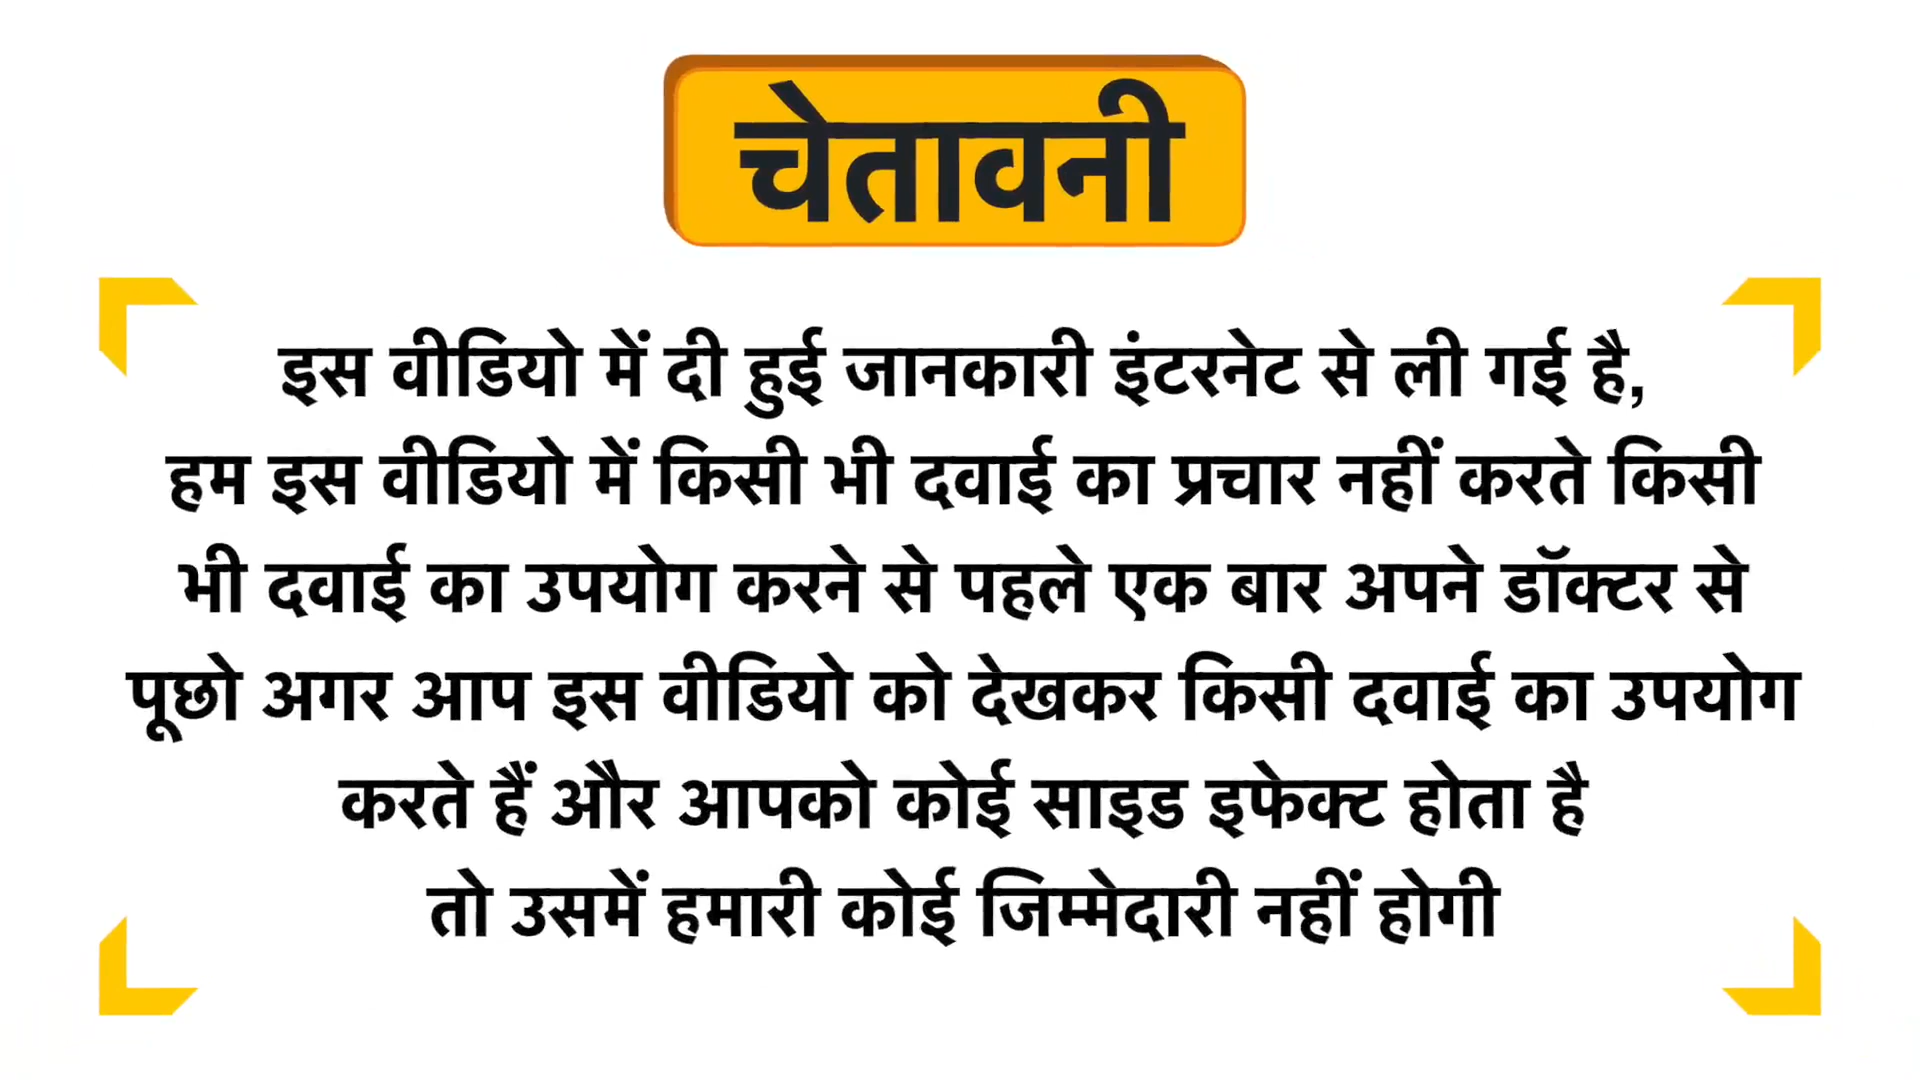 चेतावनी
इस वीडियो में दी हुई जानकारी इंटरनेट से ली गई है,
हम इस वीडियो में किसी भी दवाई का प्रचार नहीं करते किसी
भी दवाई का उपयोग करने से पहले एक बार अपने डॉक्टर से
पूछो अगर आप इस वीडियो को देखकर किसी दवाई का उपयोग
करते हैं और आपको कोई साइड इफेक्ट होता है
तो उसमें हमारी कोई जिम्मेदारी नहीं होगी